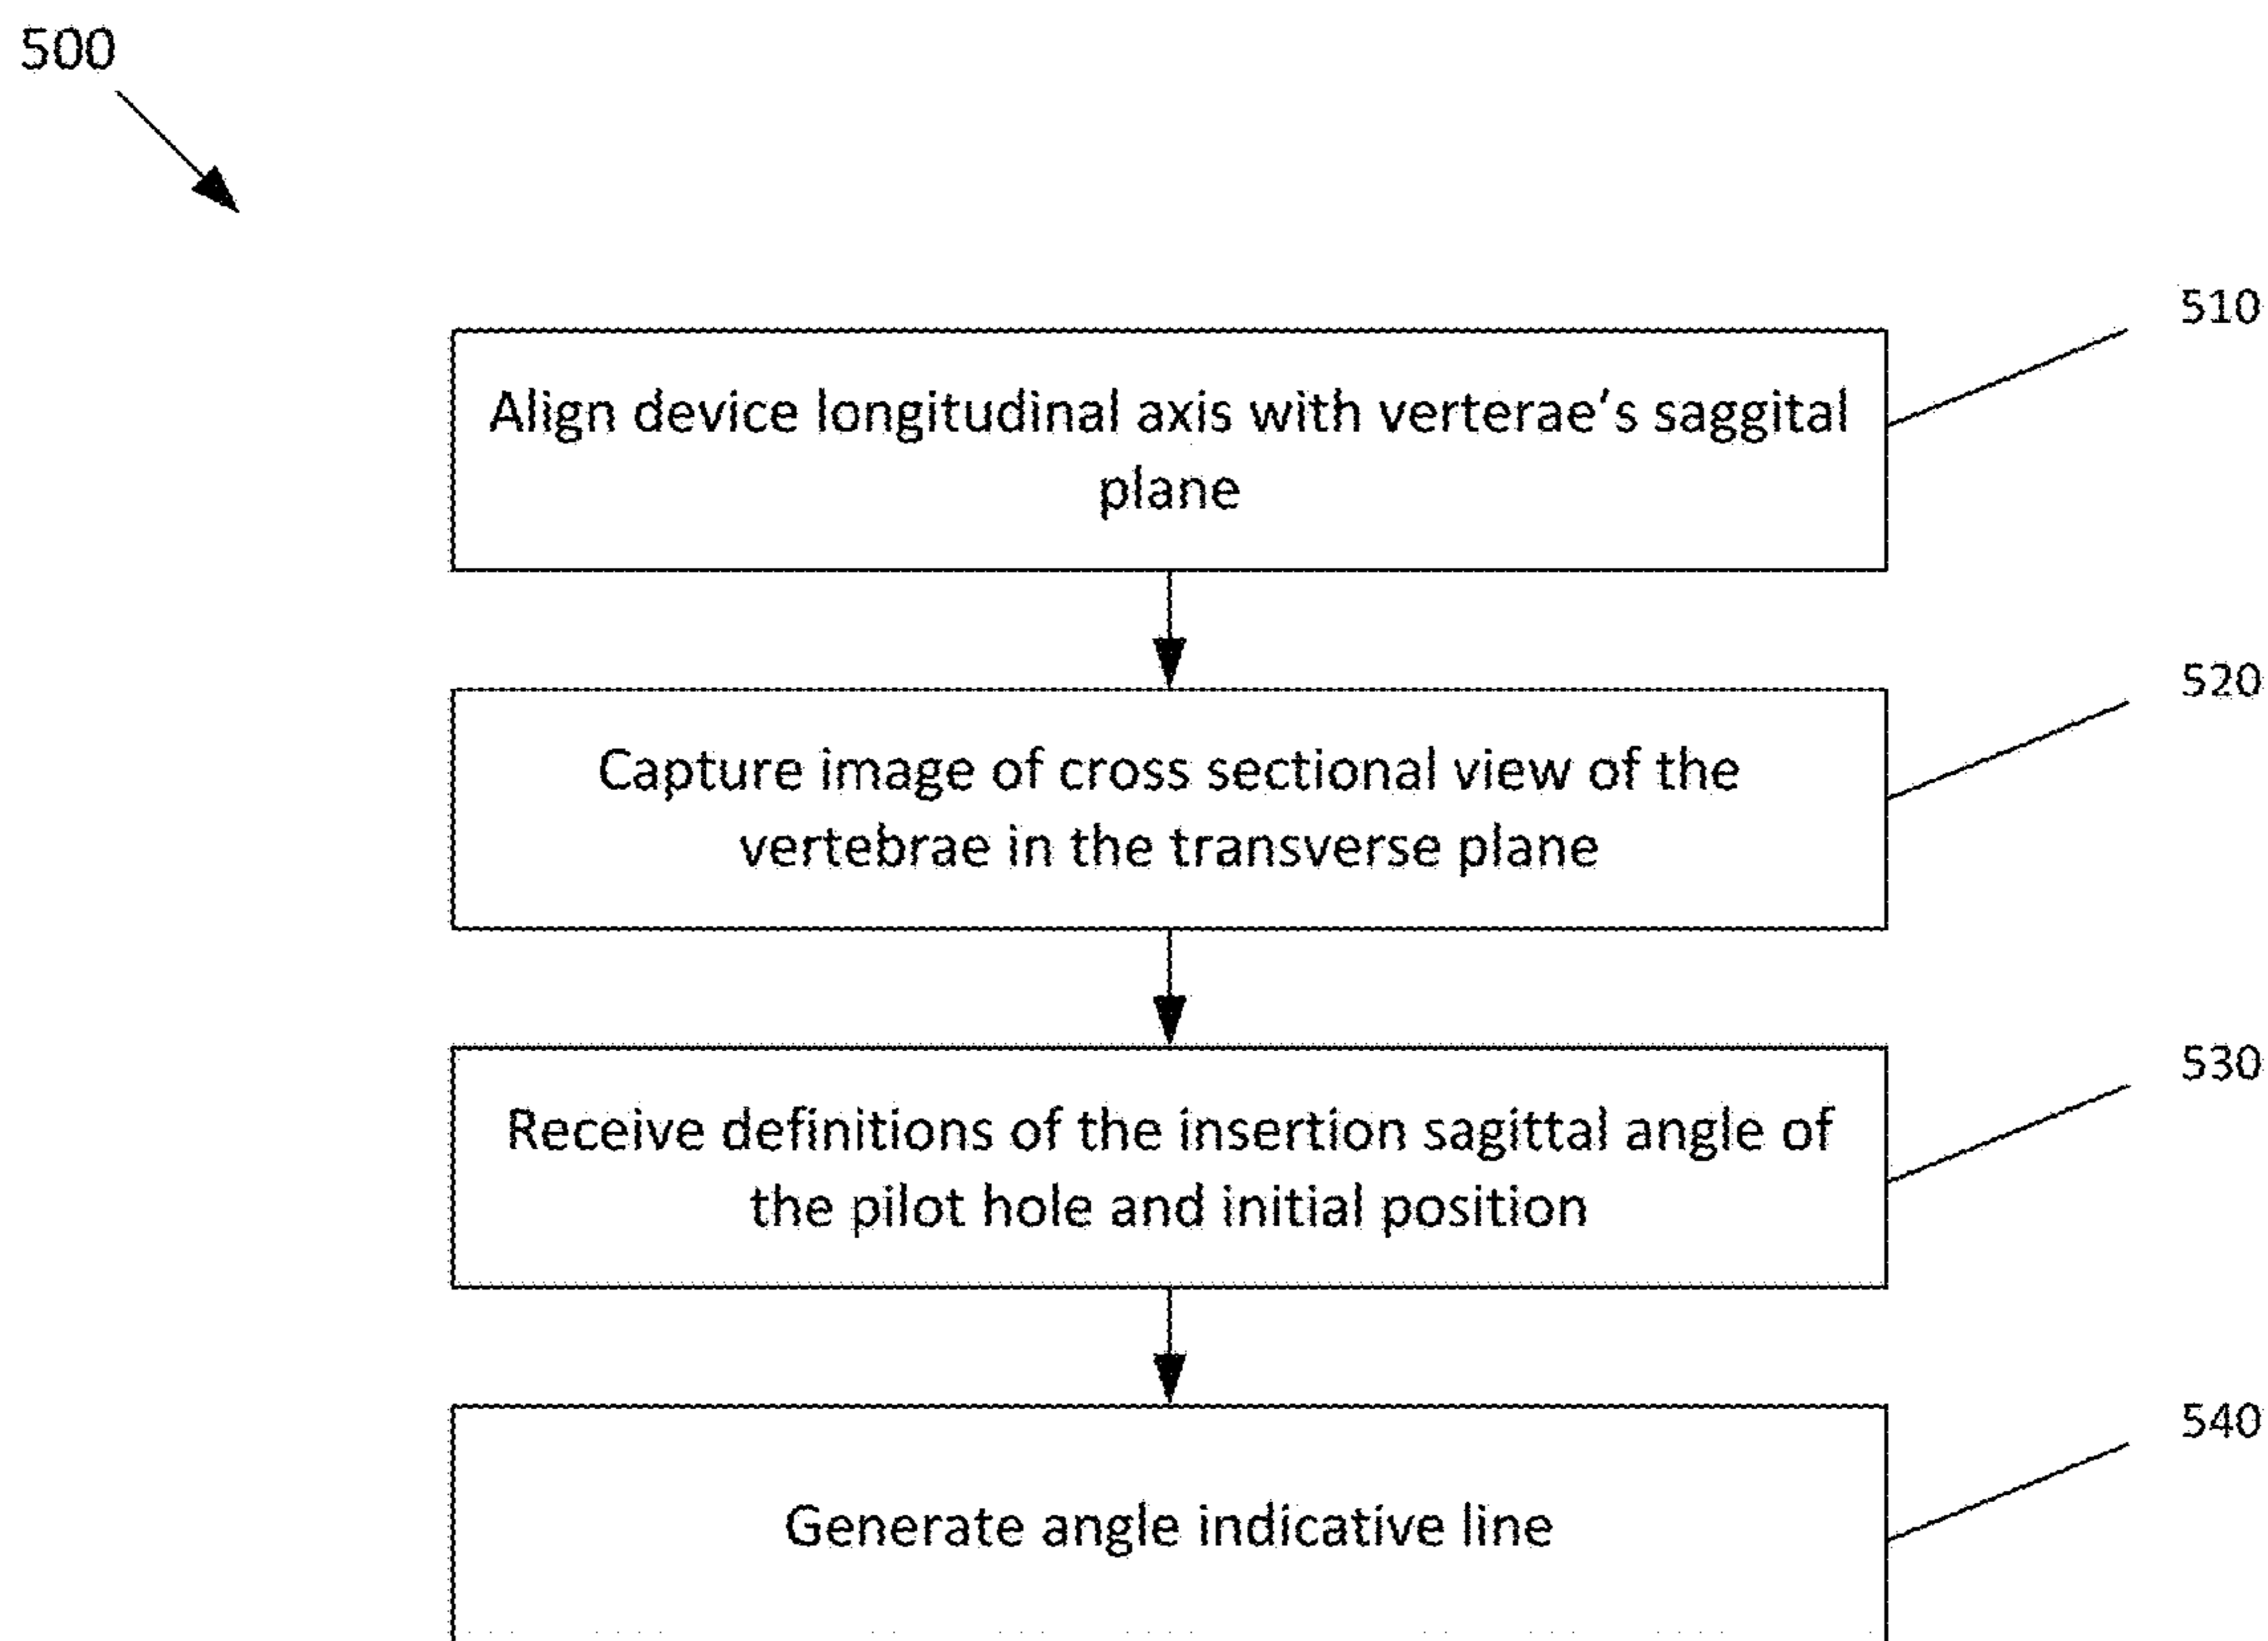 500
510
Align device longitudinal axis with verterae's saggital
plane
520
Capture image of cross sectional view of the
vertebrae in the transverse plane
530
Receive definitions of the insertion sagittal angle of
the pilot hole and initial position
540
Generate angle indicative line